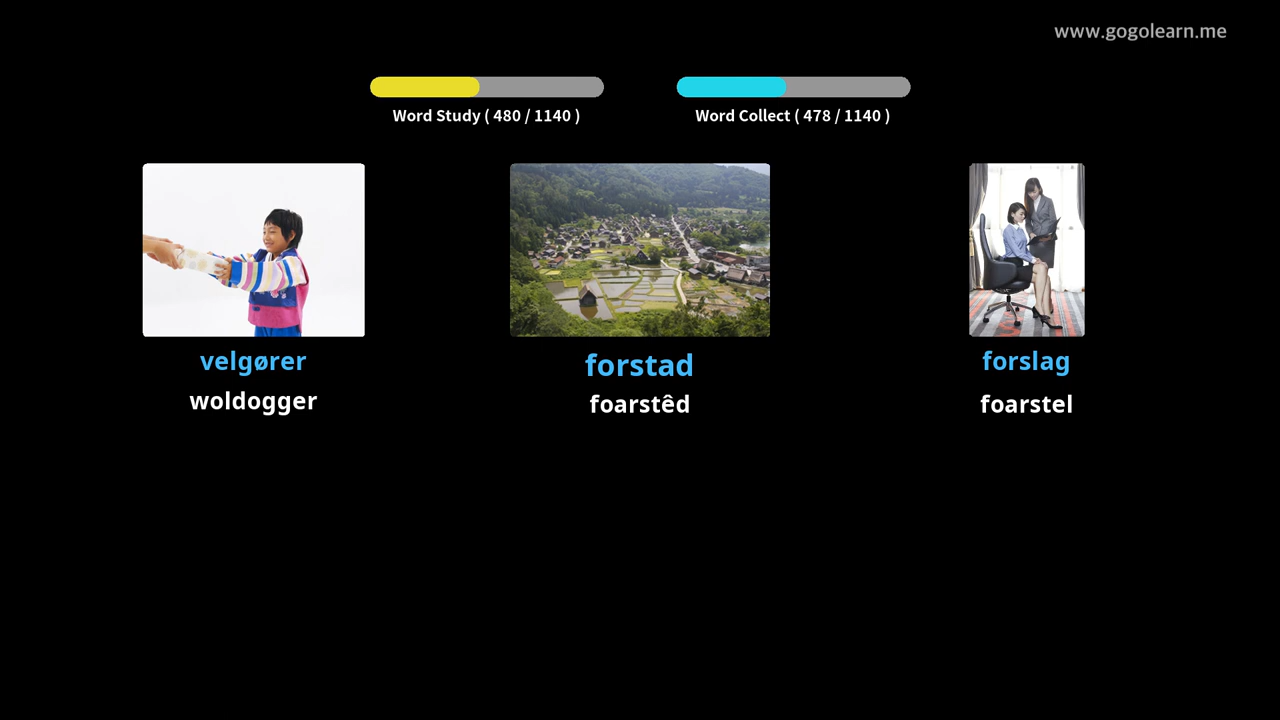 www.gogolearn.me
Word Study ( 480 / 1140 )
Word Collect ( 478 / 1140 )
velgører
forstad
forslag
woldogger
foarstêd
foarstel